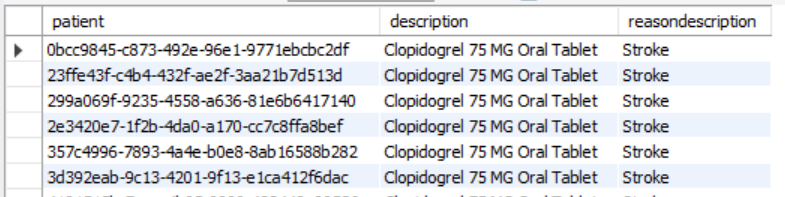 patient description reasondescription
0bcc9845-c873-492e-96e1-9771ebcbc2df Clopidogrel 75 MG Oral Tablet Stroke
23ffe43f-c4b4-432f-ae2f-3aa21b7d513d Clopidogrel 75 MG Oral Tablet Stroke
299a069f-9235-4558-a636-81e6b6417140 Clopidogrel 75 MG Oral Tablet Stroke
2e3420e7-1f2b-4da0-a170-cc7c8ffa8bef Clopidogrel 75 MG Oral Tablet Stroke
357c4996-7893-4a4e-b0e8-8ab16588b282 Clopidogrel 75 MG Oral Tablet Stroke
3d392eab-9c13-4201-9f13-e1ca412f6dac Clopidogrel 75 MG Oral Tablet Stroke